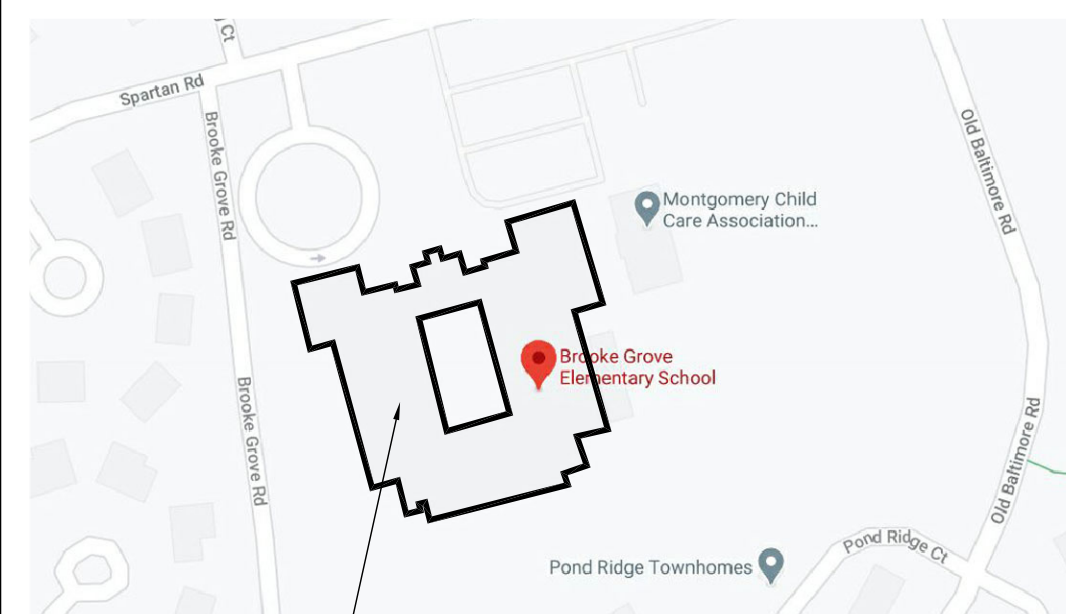 Ct
Spartan Rd
Brooke Grove Rd
Old Baltimore Rd
Montgomery Child
Care Association...
Brooke Grove
Elementary School
Brooke Grove Rd
Old Baltimore Rd
Pond Ridge Ct
Pond Ridge Townhomes